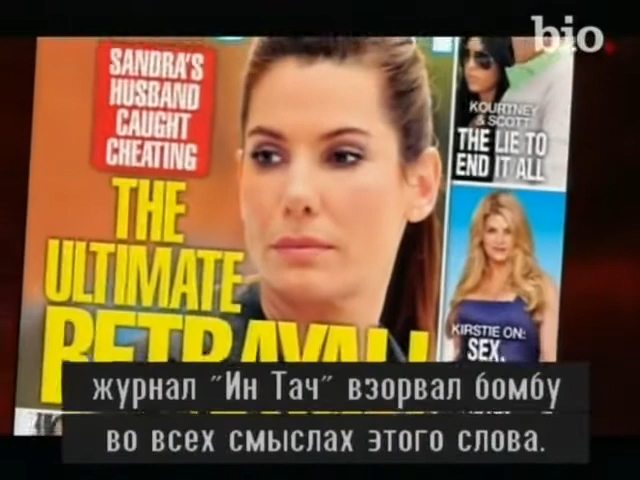 bio.
SANDRA'S
HUSBAND
CAUGHT
CHEATING
THE
ULTIMATE
BETRAYAL!
KOURTNEY
& SCOTT
THE LIE TO
END IT ALL
KIRSTIE ON:
SEX,
журнал "Ин Тач" взорвал бомбу
во всех смыслах этого слова.